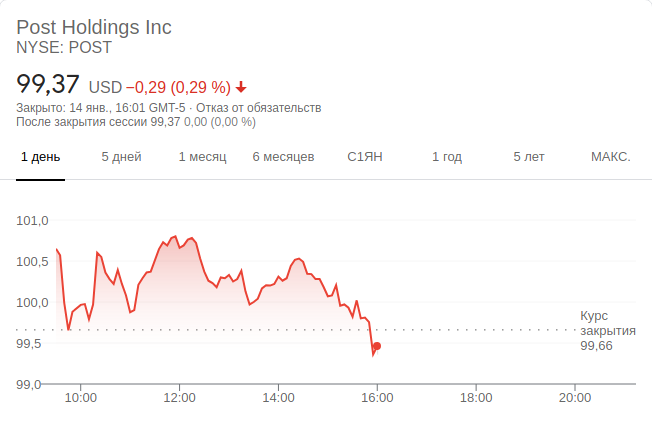 Post Holdings Inc
NYSE: POST
99,37 USD −0,29 (0,29 %)
Закрыто: 14 янв., 16:01 GMT-5 · Отказ от обязательств
После закрытия сессии 99,37 0,00 (0,00 %)
1 день 5 дней 1 месяц 6 месяцев С1ЯН 1 год 5 лет МАКС.
101,0
100,5
100,0
99,5
99,0
Курс
закрытия
99,66
10:00 12:00 14:00 16:00 18:00 20:00